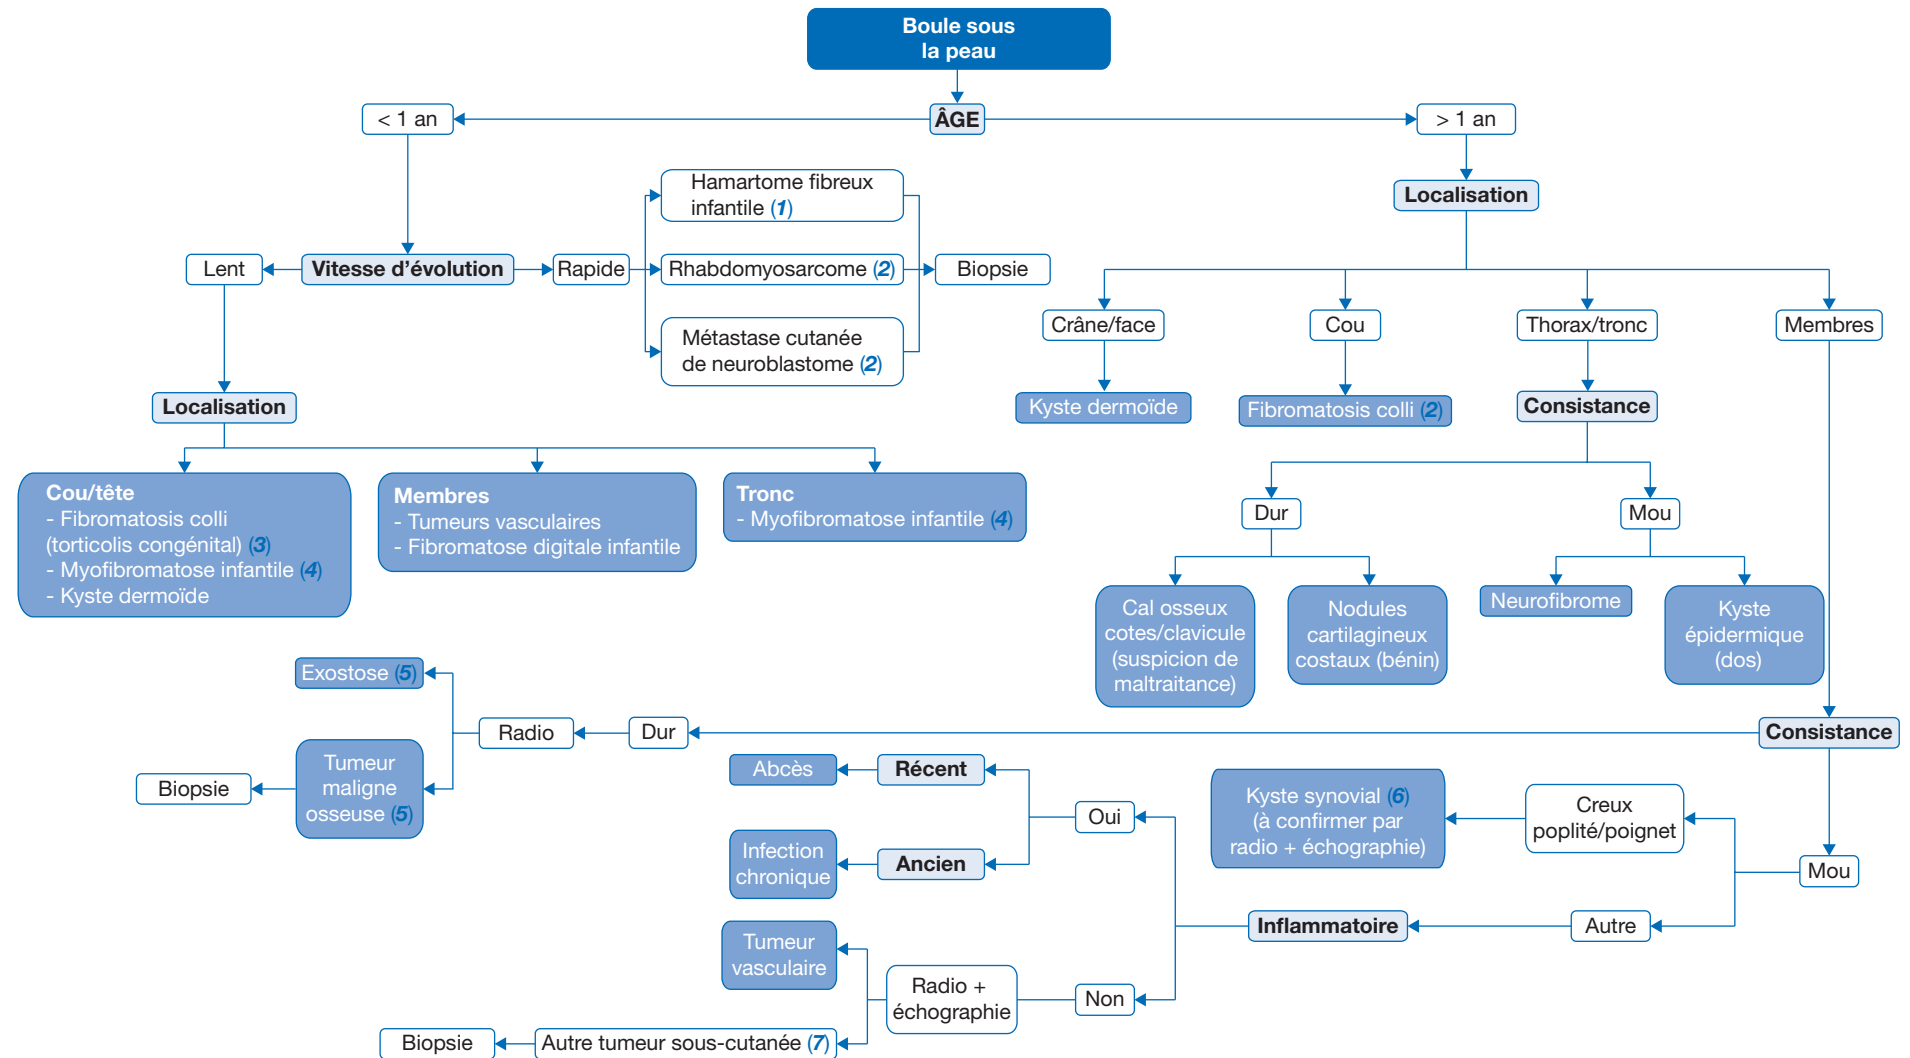 Boule sous
la peau
< 1 an
ÂGE
> 1 an
Hamartome fibreux
infantile (1)
Localisation
Lent
Vitesse d'évolution
Rapide
Rhabdomyosarcome (2)
Biopsie
Métastase cutanée
de neuroblastome (2)
Crâne/face
Cou
Thorax/tronc
Membres
Localisation
Kyste dermoïde
Fibromatosis colli (2)
Consistance
Cou/tête
- Fibromatosis colli
(torticolis congénital) (3)
- Myofibromatose infantile (4)
- Kyste dermoïde
Membres
- Tumeurs vasculaires
- Fibromatose digitale infantile
Tronc
- Myofibromatose infantile (4)
Dur
Mou
Cal osseux
cotes/clavicule
(suspicion de
maltraitance)
Nodules
cartilagineux
costaux (bénin)
Neurofibrome
Kyste
épidermique
(dos)
Exostose (5)
Radio
Dur
Consistance
Tumeur
maligne
osseuse (5)
Biopsie
Abcès
Récent
Oui
Kyste synovial (6)
(à confirmer par
radio + échographie)
Creux
poplité/poignet
Infection
chronique
Ancien
Mou
Inflammatoire
Autre
Tumeur
vasculaire
Radio +
échographie
Non
Biopsie
Autre tumeur sous-cutanée (7)